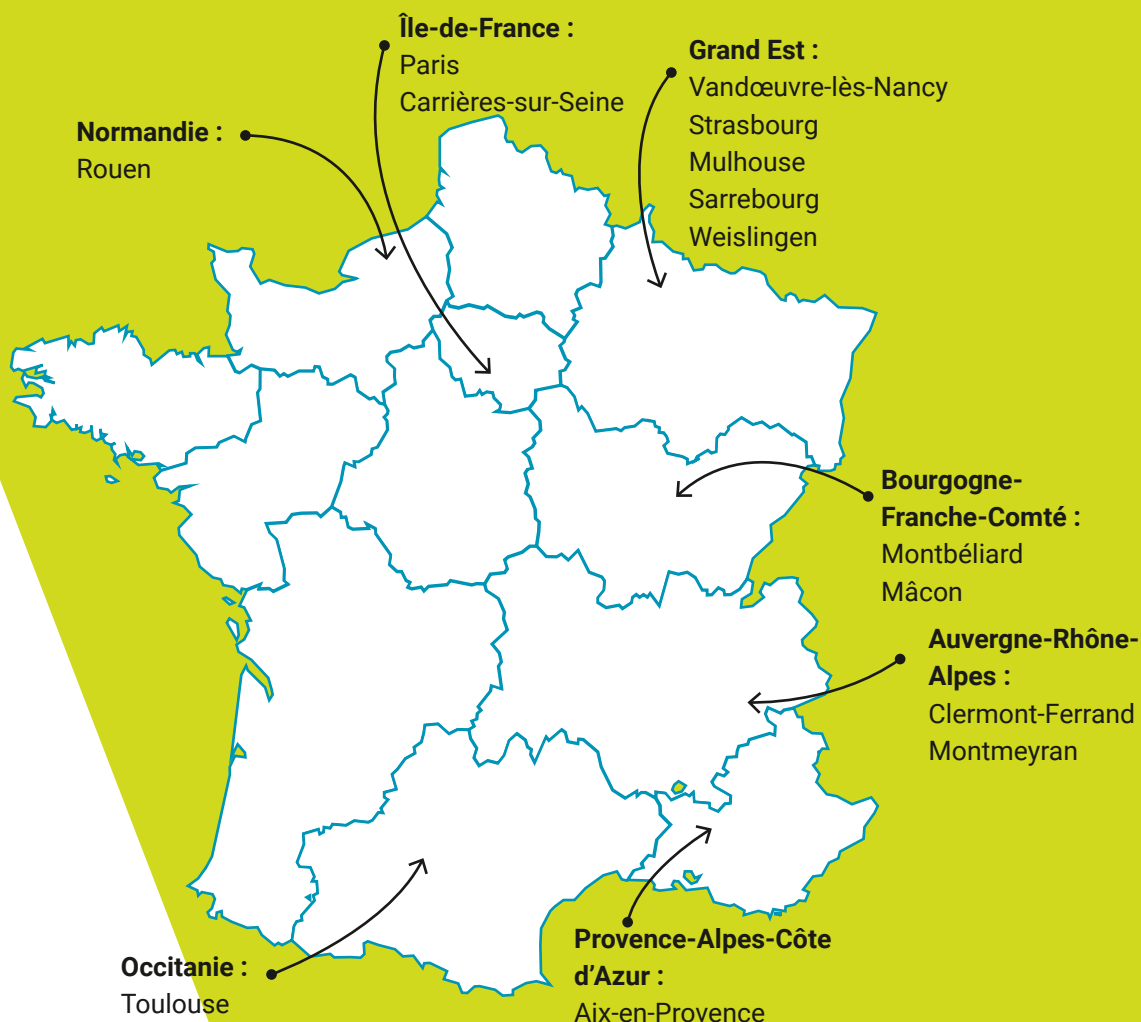 Île-de-France :
Paris
Carrières-sur-Seine
Grand Est :
Vandœuvre-lès-Nancy
Strasbourg
Mulhouse
Sarrebourg
Weislingen
Normandie :
Rouen
Bourgogne-
Franche-Comté :
Montbéliard
Mâcon
Auvergne-Rhône-
Alpes :
Clermont-Ferrand
Montmeyran
Provence-Alpes-Côte
d'Azur :
Aix-en-Provence
Occitanie :
Toulouse